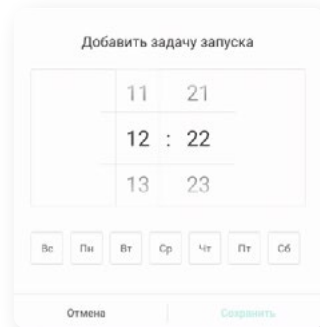 Добавить задачу запуска
11 21
12 : 22
13 23
Вс Пн Вт Ср Чт Пт Сб
Отмена Сохранить